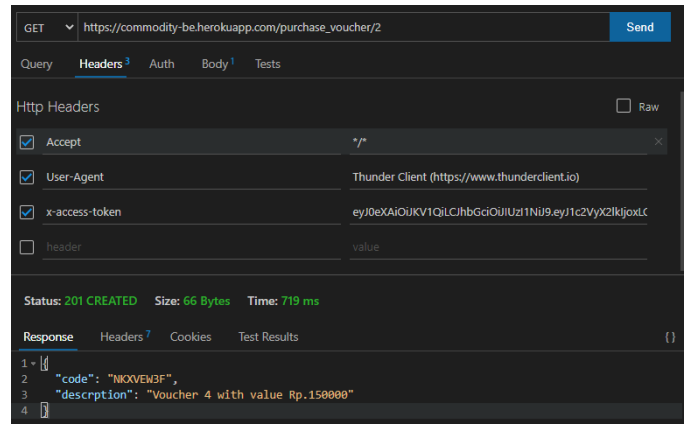 GET https://commodity-be.herokuapp.com/purchase_voucher/2 Send
Query Headers 3 Auth Body 1 Tests
Http Headers Raw
Accept */*
User-Agent Thunder Client (https://www.thunderclient.io)
x-access-token eyJ0eXAiOiJKV1QiLCJhbGciOiJIUzI1NiJ9.eyJ1c2VyX2lkIjoxLC
header value
Status: 201 CREATED Size: 66 Bytes Time: 719 ms
Response Headers 7 Cookies Test Results {}
1 {
2 "code": "NKXVEW3F",
3 "descrption": "Voucher 4 with value Rp.150000"
4 }